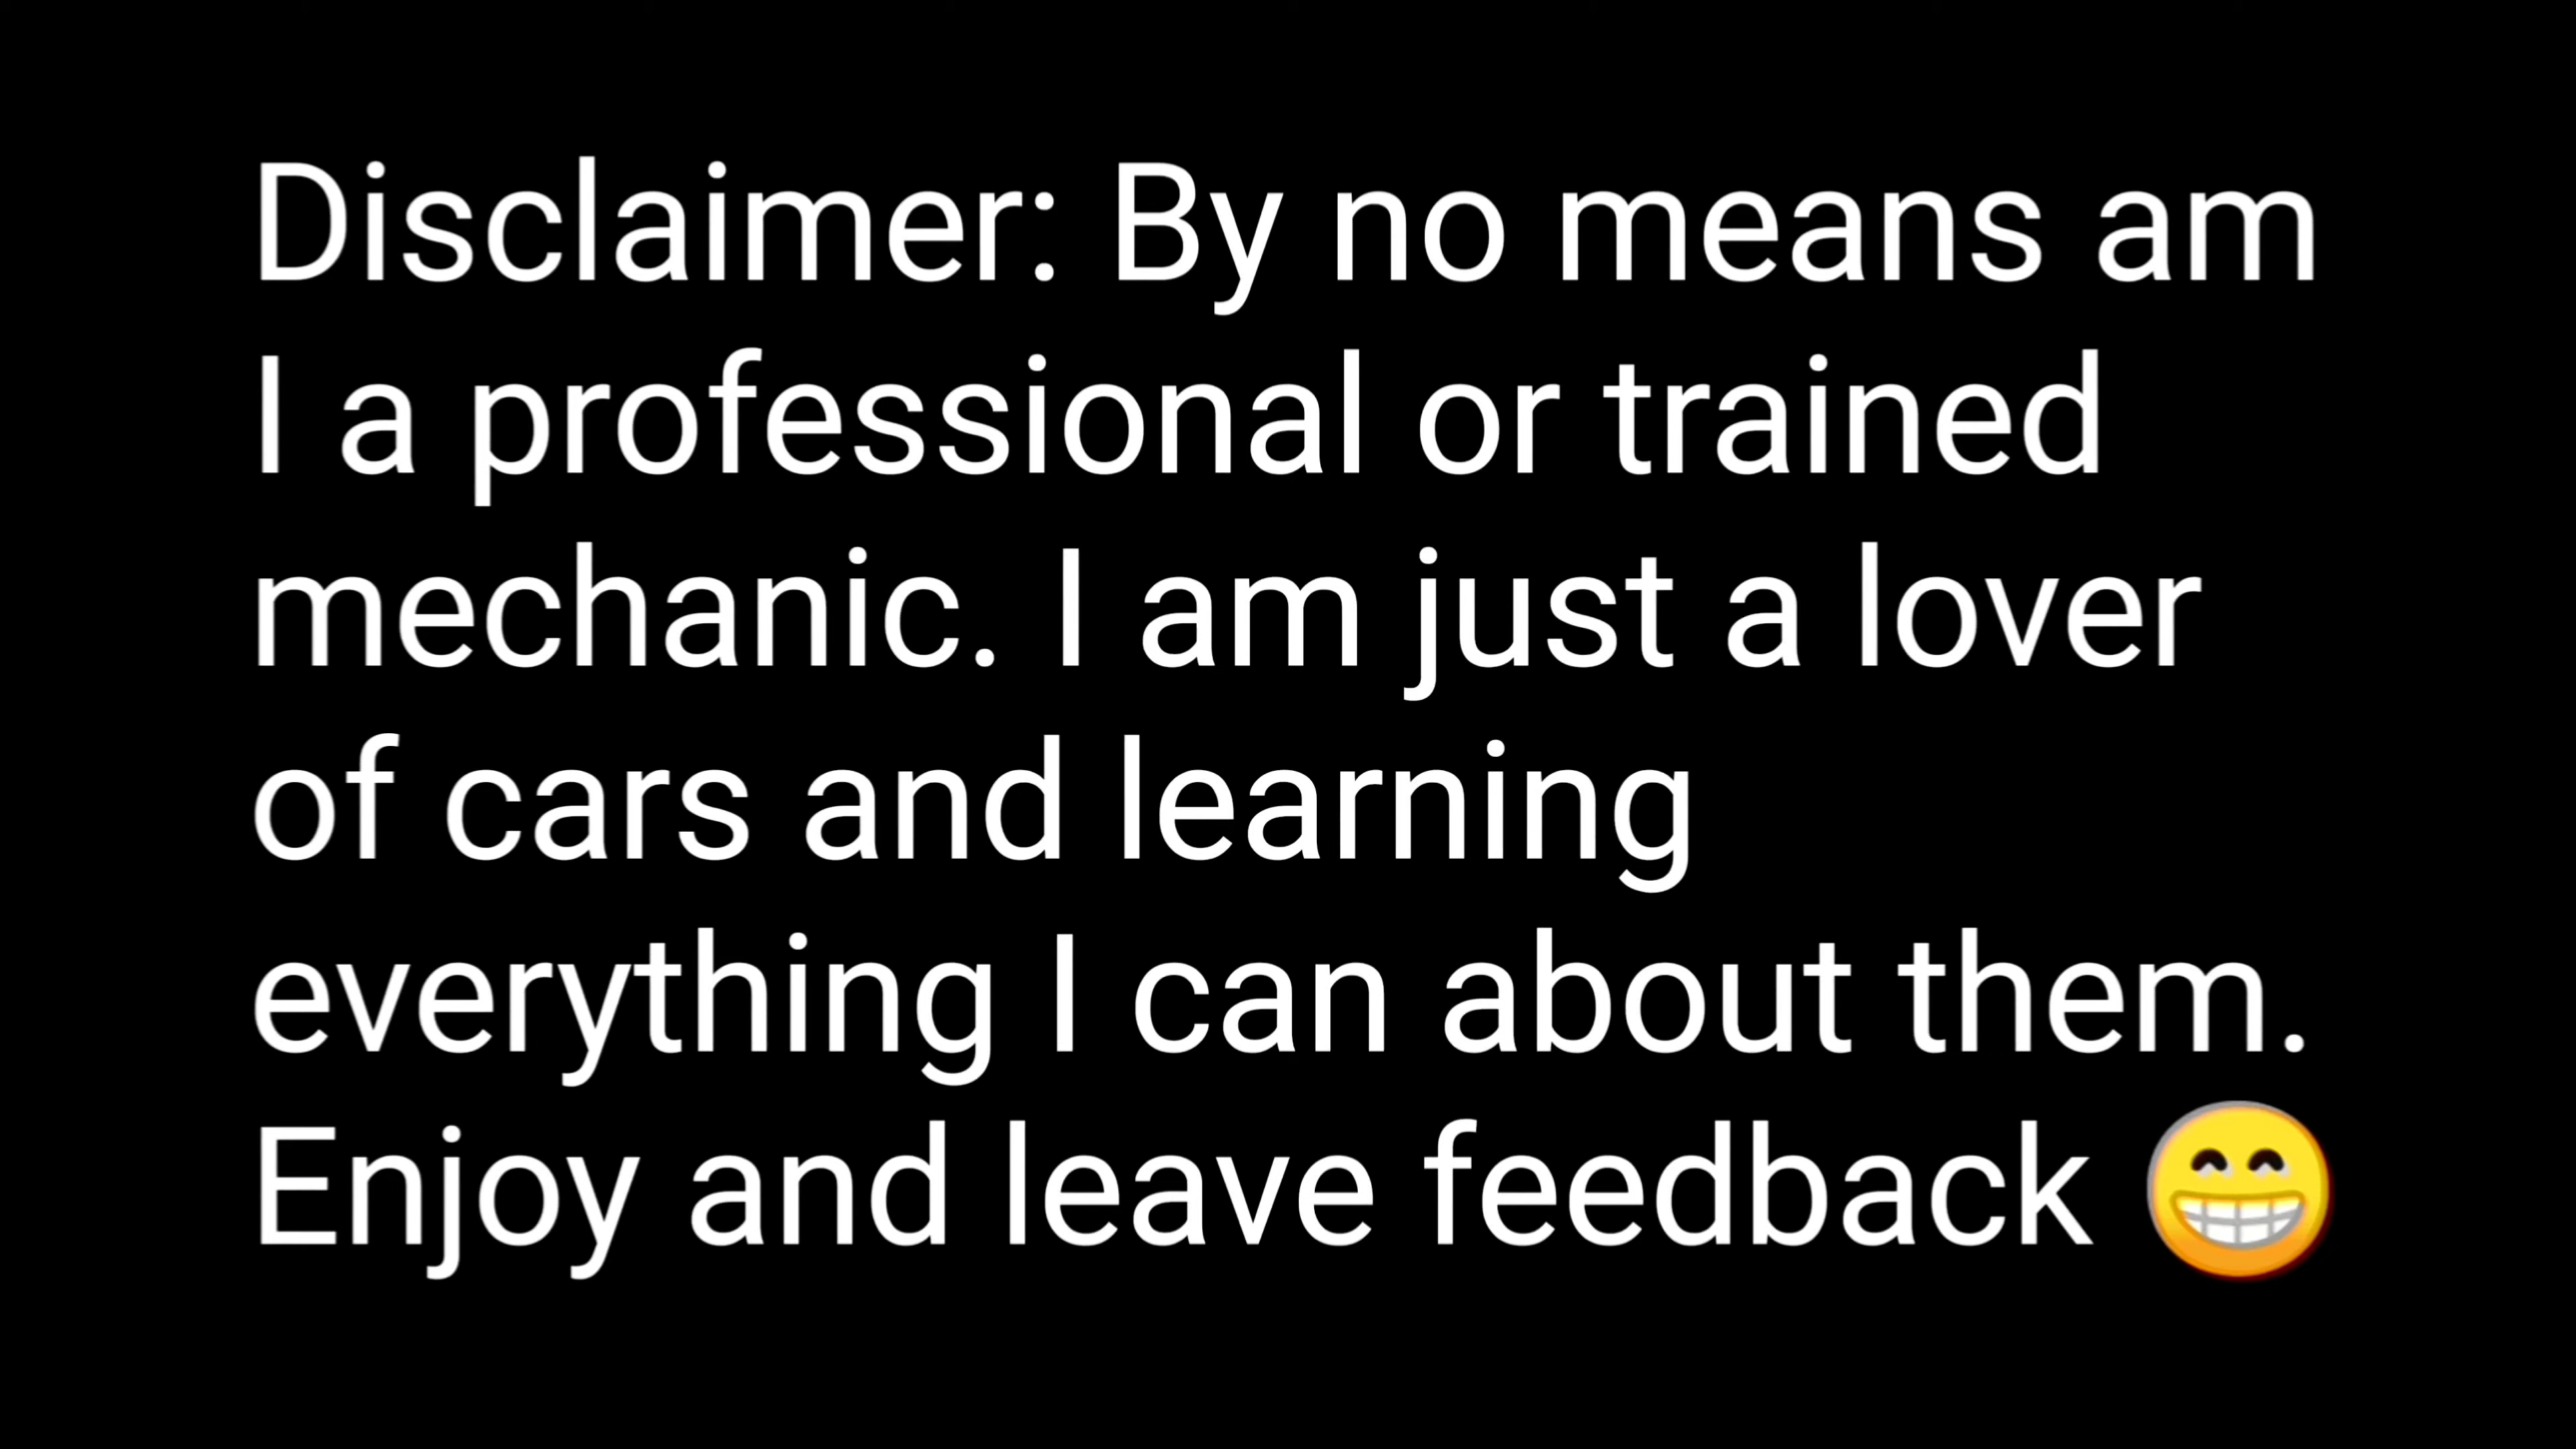 Disclaimer: By no means am
I a professional or trained
mechanic. I am just a lover
of cars and learning
everything I can about them.
Enjoy and leave feedback 😁